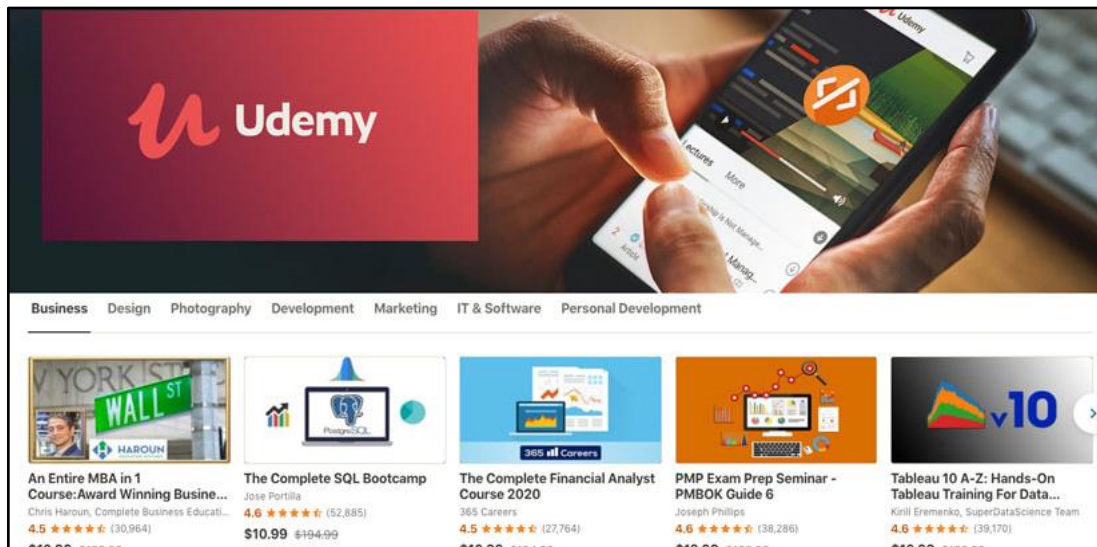 Udemy
Udemy
Lectures
More
Business Design Photography Development Marketing IT & Software Personal Development
WALL ST
HAROUN
PostgreSQL
365 Careers
v10
An Entire MBA in 1
Course:Award Winning Busine...
Chris Haroun, Complete Business Educati...
4.5 (30,964)
The Complete SQL Bootcamp
Jose Portilla
4.6 (52,885)
$10.99 $194.99
The Complete Financial Analyst
Course 2020
365 Careers
4.5 (27,764)
PMP Exam Prep Seminar -
PMBOK Guide 6
Joseph Phillips
4.6 (38,286)
Tableau 10 A-Z: Hands-On
Tableau Training For Data...
Kirill Eremenko, SuperDataScience Team
4.6 (39,170)